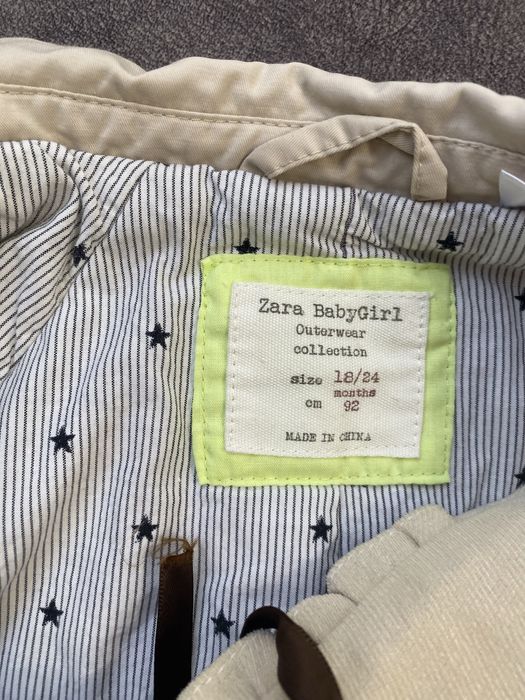 Zara BabyGirl
Outerwear
collection
size 18/24
months
cm 92
MADE IN CHINA